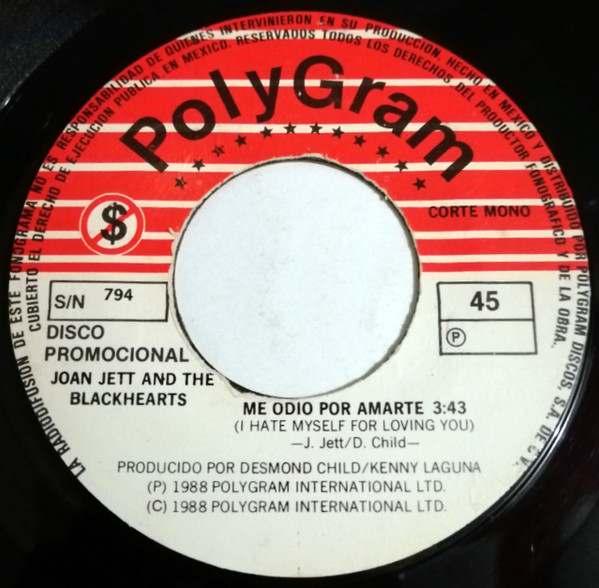 LA RADIODIFUSION DE ESTE FONOGRAMA NO ES RESPONSABILIDAD DE QUIENES INTERVINIERON EN SU PRODUCCION. HECHO EN MEXICO Y DISTRIBUIDO POR POLYGRAM DISCOS, S.A. DE C.V.
CUBIERTO EL DERECHO DE EJECUCION PUBLICA EN MEXICO. RESERVADOS TODOS LOS DERECHOS DEL PRODUCTOR FONOGRAFICO Y DE LA OBRA.
PolyGram
$
CORTE MONO
S/N 794
45
Ⓟ
DISCO
PROMOCIONAL
JOAN JETT AND THE
BLACKHEARTS
ME ODIO POR AMARTE 3:43
(I HATE MYSELF FOR LOVING YOU)
—J. Jett/D. Child—
PRODUCIDO POR DESMOND CHILD/KENNY LAGUNA
(P) 1988 POLYGRAM INTERNATIONAL LTD.
(C) 1988 POLYGRAM INTERNATIONAL LTD.